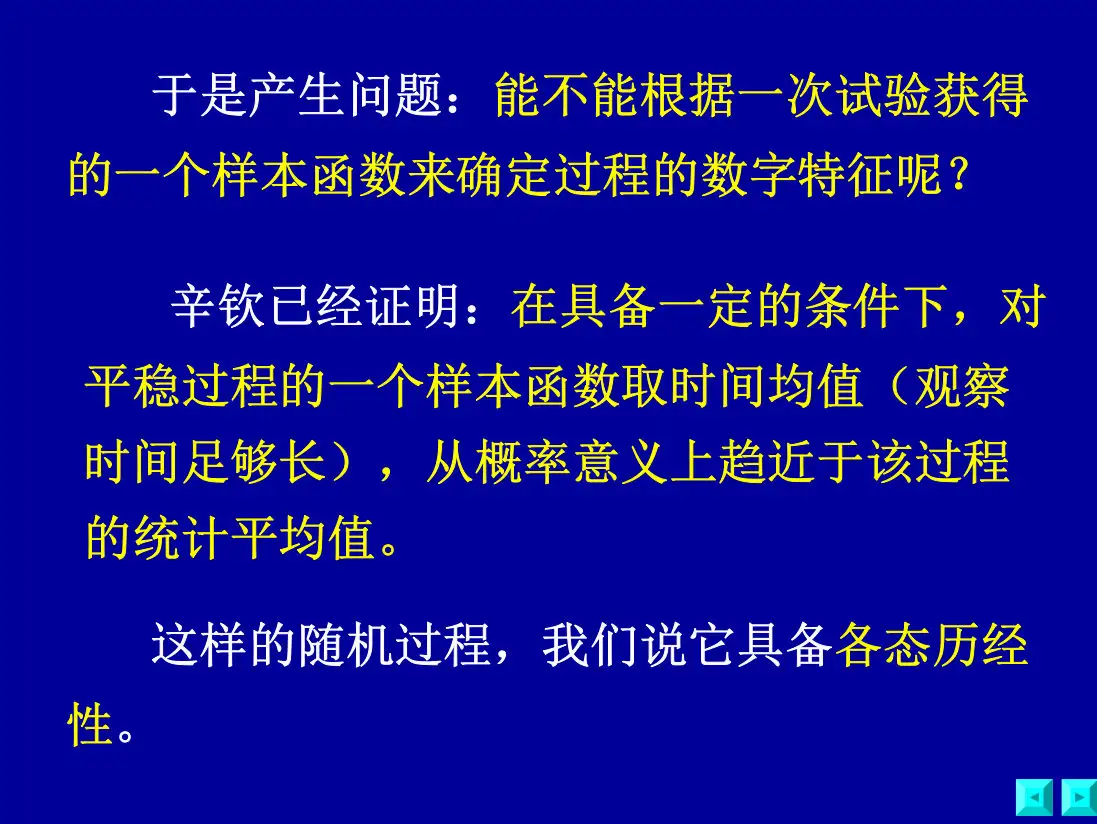 于是产生问题：能不能根据一次试验获得
的一个样本函数来确定过程的数字特征呢？
辛钦已经证明：在具备一定的条件下，对
平稳过程的一个样本函数取时间均值（观察
时间足够长），从概率意义上趋近于该过程
的统计平均值。
这样的随机过程，我们说它具备各态历经
性。